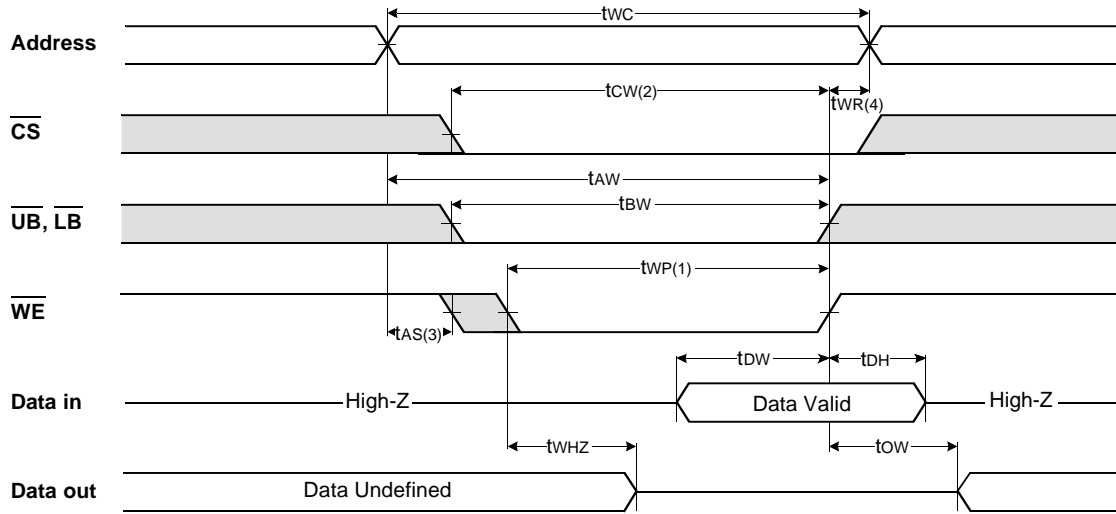 tWC
Address
tCW(2)
tWR(4)
CS
tAW
UB, LB
tBW
tWP(1)
WE
tAS(3)
tDW
tDH
Data in
High-Z
Data Valid
High-Z
tWHZ
tOW
Data out
Data Undefined